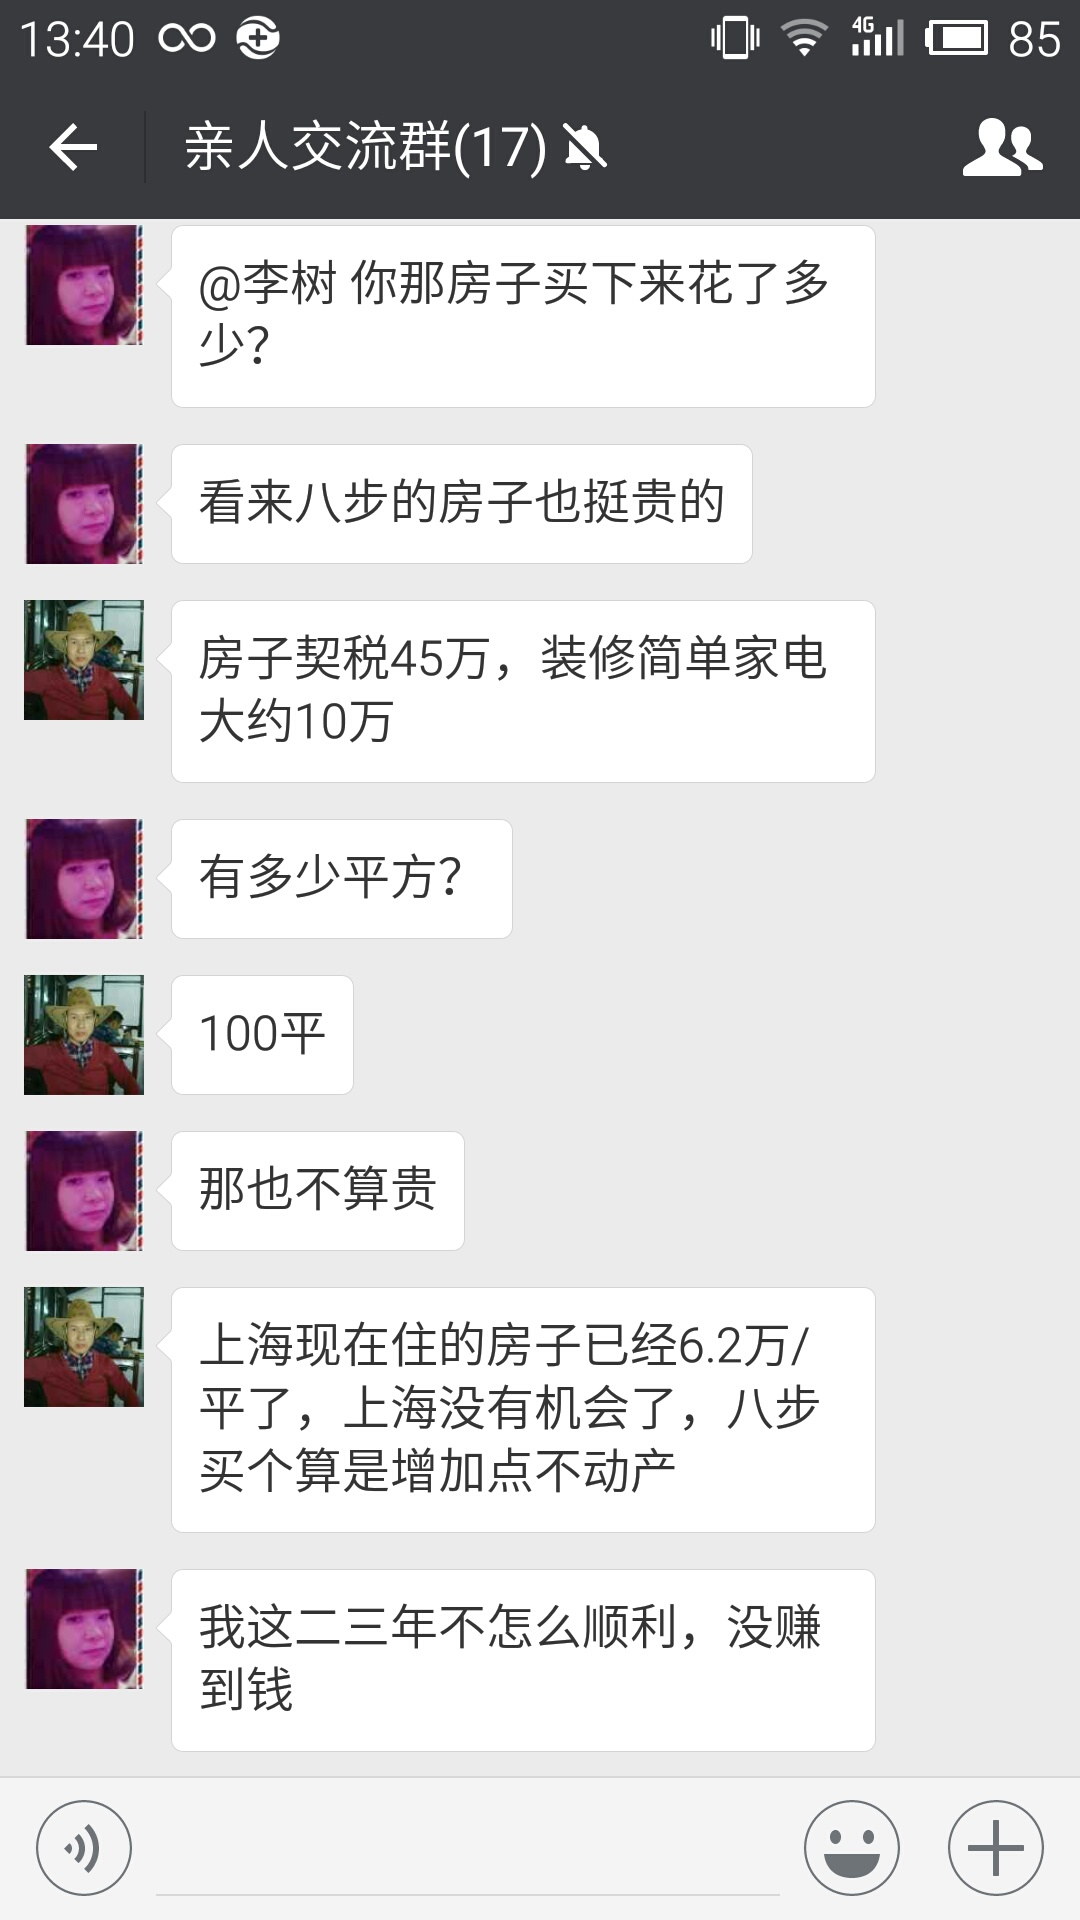 13:40 4G 85
亲人交流群(17)
@李树 你那房子买下来花了多
少？
看来八步的房子也挺贵的
房子契税45万，装修简单家电
大约10万
有多少平方？
100平
那也不算贵
上海现在住的房子已经6.2万/
平了，上海没有机会了，八步
买个算是增加点不动产
我这二三年不怎么顺利，没赚
到钱